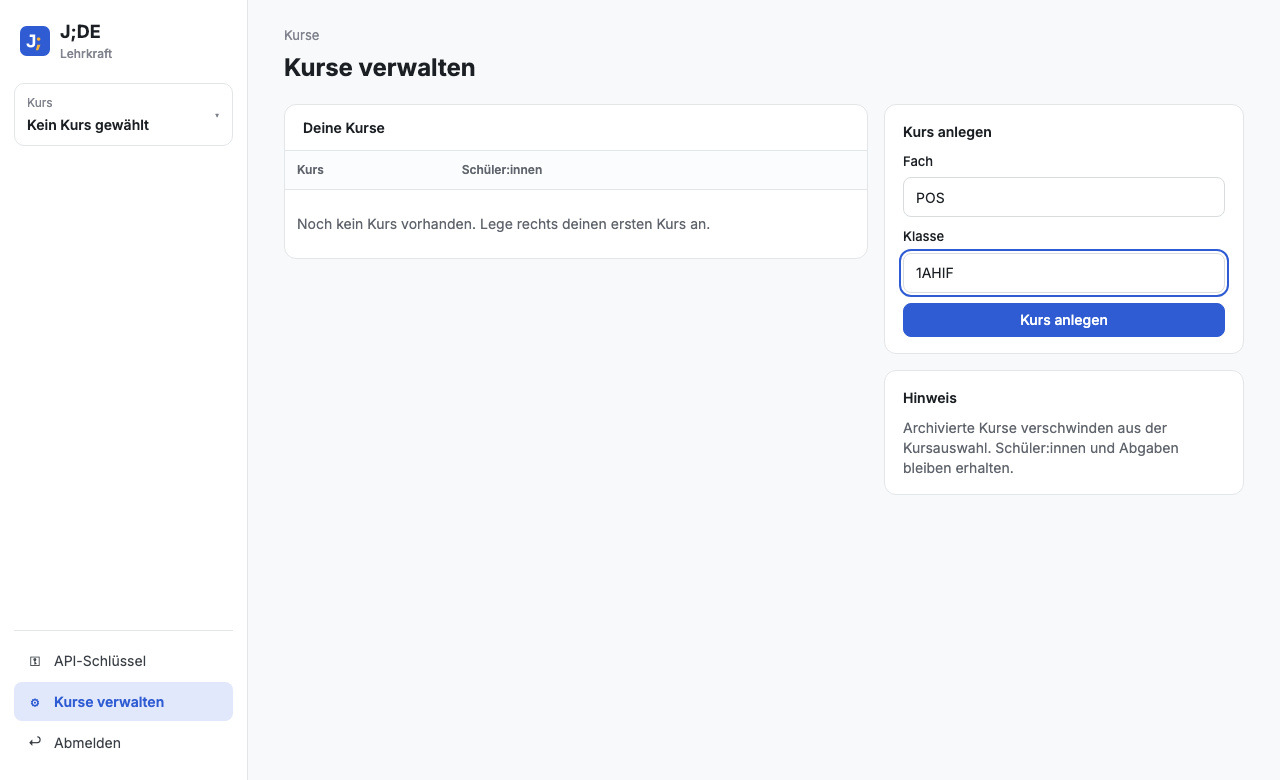 J;
J;DE
Lehrkraft
Kurs
Kein Kurs gewählt
API-Schlüssel
Kurse verwalten
Abmelden
Kurse
Kurse verwalten
Deine Kurse
Kurs Schüler:innen
Noch kein Kurs vorhanden. Lege rechts deinen ersten Kurs an.
Kurs anlegen
Fach
POS
Klasse
1AHIF
Kurs anlegen
Hinweis
Archivierte Kurse verschwinden aus der
Kursauswahl. Schüler:innen und Abgaben
bleiben erhalten.